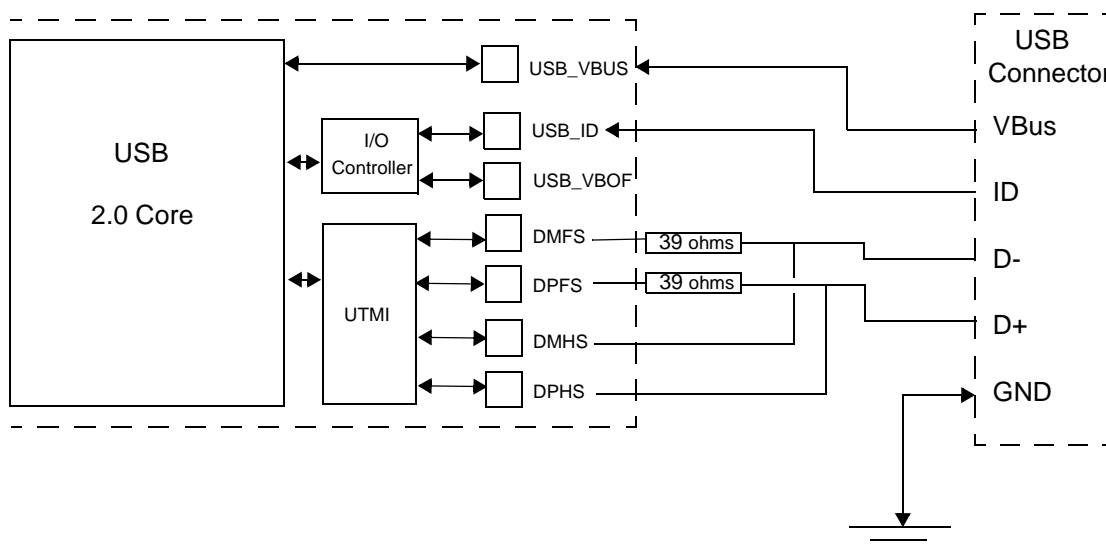 USB
2.0 Core
I/O
Controller
UTMI
USB_VBUS
USB_ID
USB_VBOF
DMFS
DPFS
DMHS
DPHS
39 ohms
39 ohms
USB
Connector
VBus
ID
D-
D+
GND